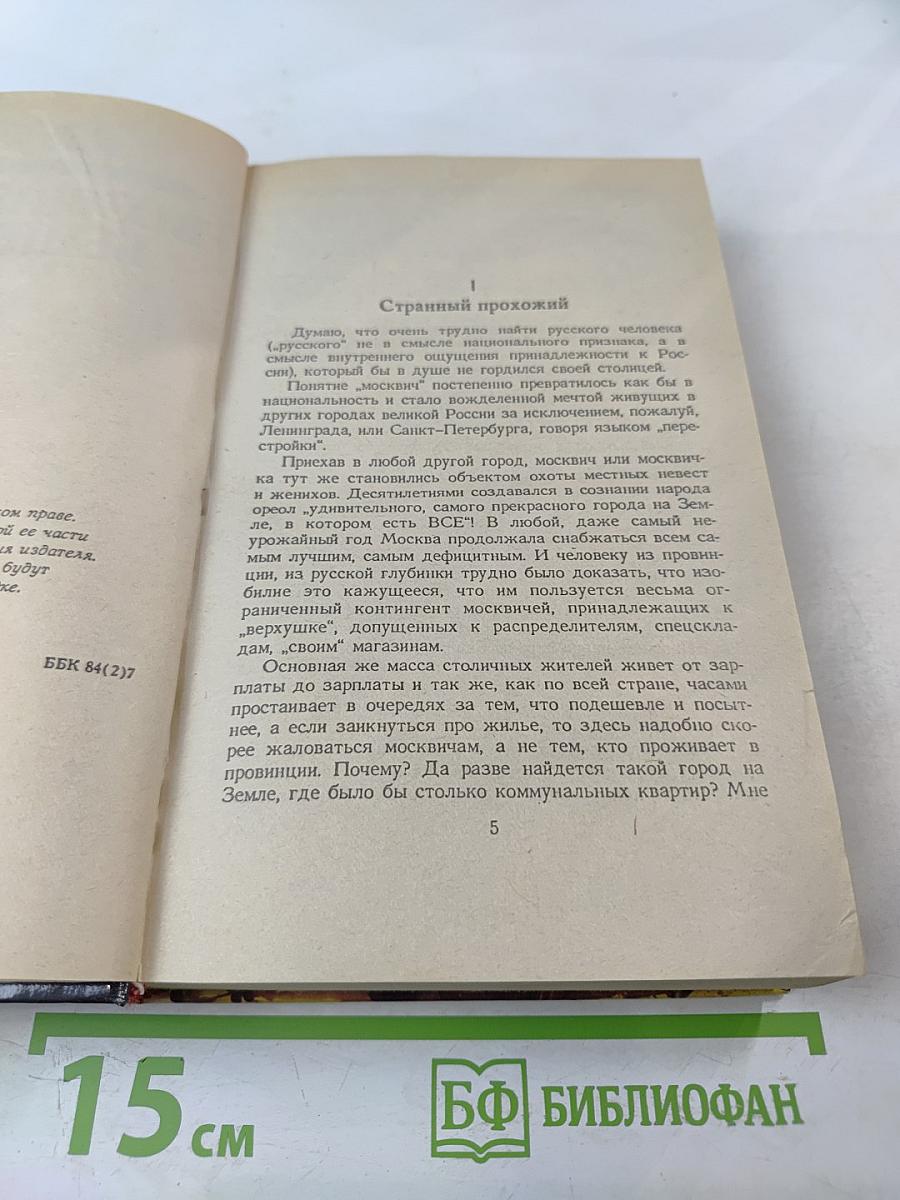 ом праве.
ой ее части
ия издателя.
будут
ке.
ББК 84(2)7
I
Странный прохожий
Думаю, что очень трудно найти русского человека
(„русского“ не в смысле национального признака, а в
смысле внутреннего ощущения принадлежности к Рос-
сии), который бы в душе не гордился своей столицей.
Понятие „москвич“ постепенно превратилось как бы в
национальность и стало вожделенной мечтой живущих в
других городах великой России за исключением, пожалуй,
Ленинграда, или Санкт-Петербурга, говоря языком „пере-
стройки“.
Приехав в любой другой город, москвич или москвич-
ка тут же становились объектом охоты местных невест
и женихов. Десятилетиями создавался в сознании народа
ореол „удивительного, самого прекрасного города на Зем-
ле, в котором есть ВСЕ“! В любой, даже самый не-
урожайный год Москва продолжала снабжаться всем са-
мым лучшим, самым дефицитным. И человеку из провин-
ции, из русской глубинки трудно было доказать, что изо-
билие это кажущееся, что им пользуется весьма ог-
раниченный контингент москвичей, принадлежащих к
„верхушке“, допущенных к распределителям, спецскла-
дам, „своим“ магазинам.
Основная же масса столичных жителей живет от зар-
платы до зарплаты и так же, как по всей стране, часами
простаивает в очередях за тем, что подешевле и посыт-
нее, а если заикнуться про жилье, то здесь надобно ско-
рее жаловаться москвичам, а не тем, кто проживает в
провинции. Почему? Да разве найдется такой город на
Земле, где было бы столько коммунальных квартир? Мне
5
15 см
БФ БИБЛИОФАН